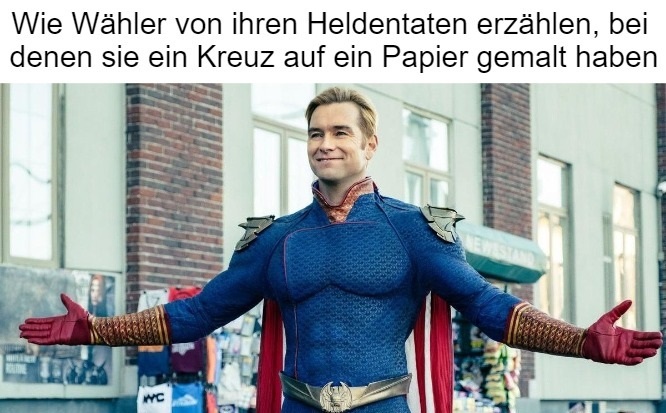 Wie Wähler von ihren Heldentaten erzählen, bei
denen sie ein Kreuz auf ein Papier gemalt haben
NEWSSTAND
NYC